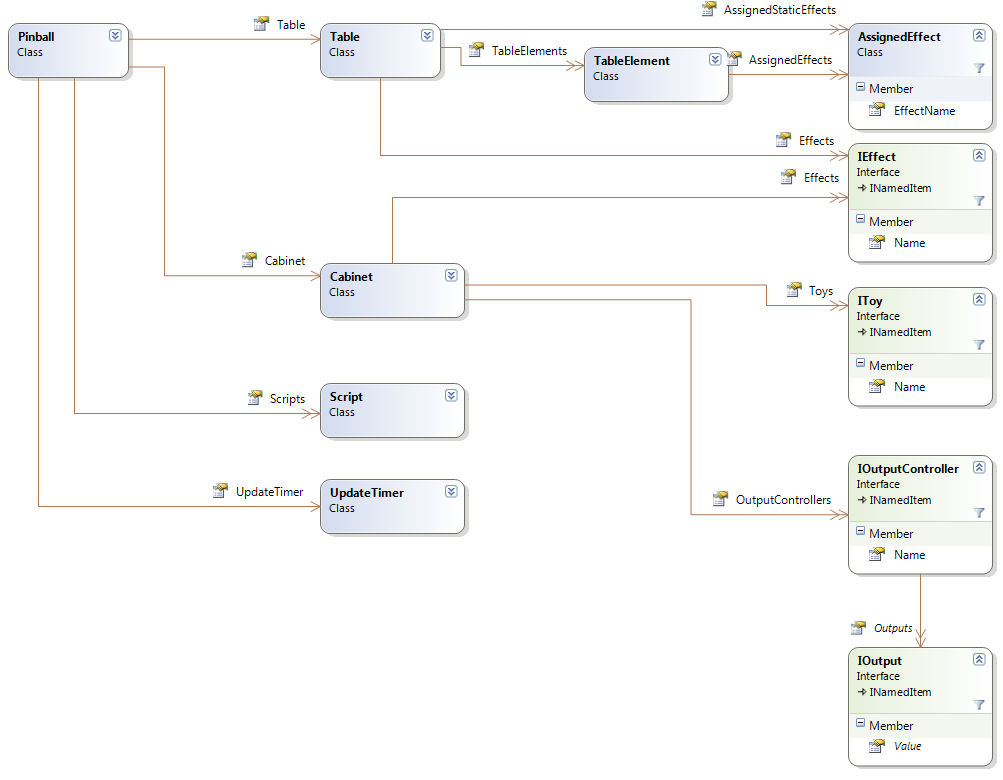 AssignedStaticEffects
Table
Pinball
Class
Table
Class
AssignedEffect
Class
TableElements
AssignedEffects
TableElement
Class
Member
EffectName
Effects
IEffect
Interface
INamedItem
Effects
Member
Name
Cabinet
Cabinet
Class
Toys
IToy
Interface
INamedItem
Member
Name
Scripts
Script
Class
UpdateTimer
UpdateTimer
Class
IOutputController
Interface
INamedItem
OutputControllers
Member
Name
Outputs
IOutput
Interface
INamedItem
Member
Value